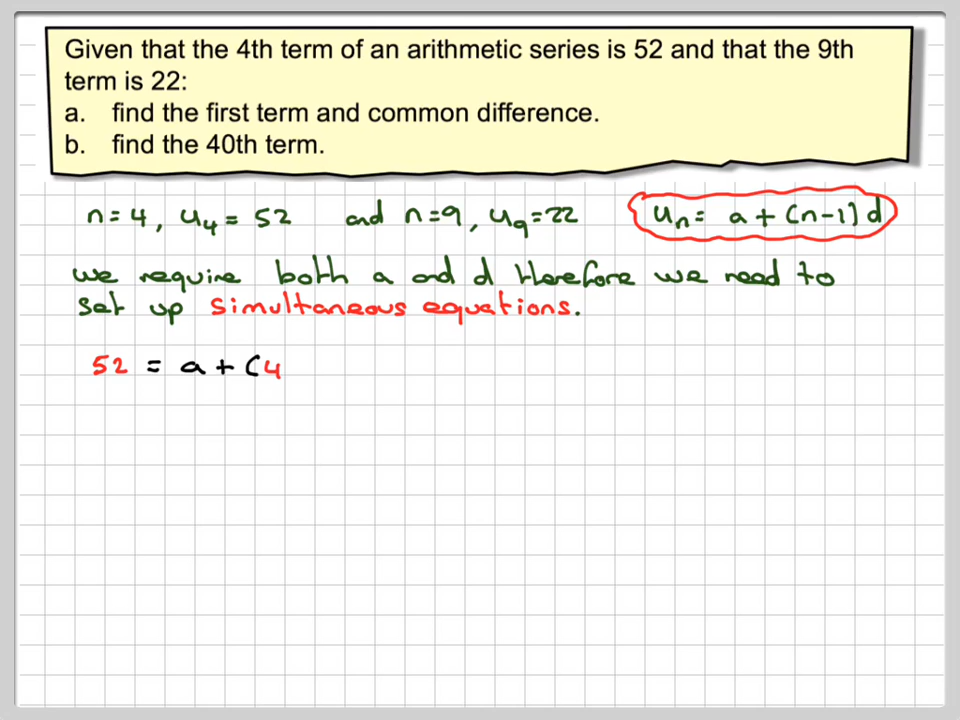 Given that the 4th term of an arithmetic series is 52 and that the 9th
term is 22:
a. find the first term and common difference.
b. find the 40th term.
n=4, u₄= 52 and n=9, u₉=22 uₙ= a+(n-1)d
we require both a and d therefore we need to
set up simultaneous equations.
52 = a+(4